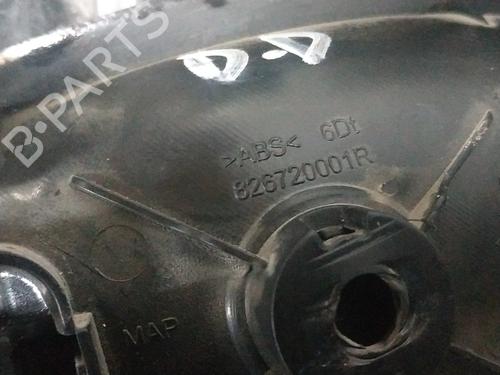 B·PARTS
D.D
>ABS< 6Dt
826720001R
MAP